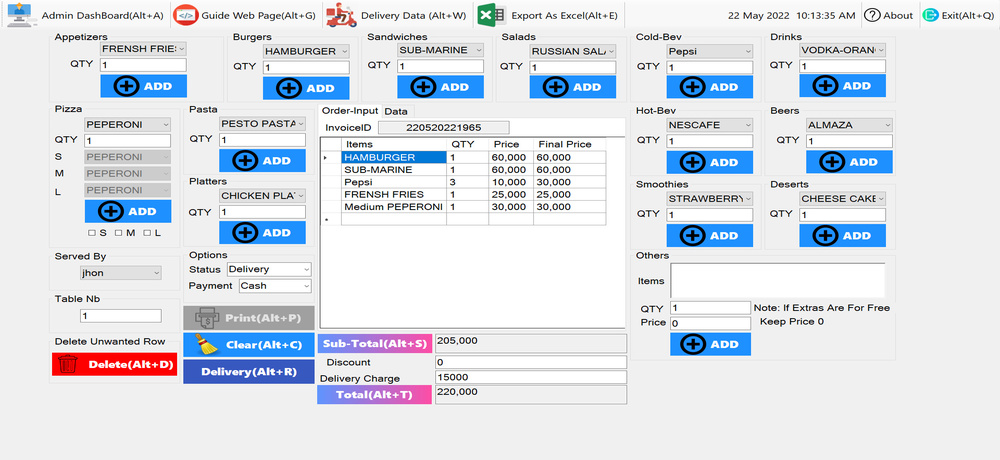 Admin DashBoard(Alt+A) Guide Web Page(Alt+G) Delivery Data (Alt+W) Export As Excel(Alt+E) 22 May 2022 10:13:35 AM About Exit(Alt+Q)
Appetizers Burgers Sandwiches Salads Cold-Bev Drinks
FRENSH FRIE HAMBURGER SUB-MARINE RUSSIAN SAL Pepsi VODKA-ORAN
QTY 1 QTY 1 QTY 1 QTY 1 QTY 1 QTY 1
ADD ADD ADD ADD ADD ADD
Pizza
PEPERONI
QTY 1
S PEPERONI
M PEPERONI
L PEPERONI
ADD
S M L
Pasta
PESTO PASTA
QTY 1
ADD
Platters
CHICKEN PLA
QTY 1
ADD
Order-Input Data
InvoiceID 220520221965
Items QTY Price Final Price
HAMBURGER 1 60,000 60,000
SUB-MARINE 1 60,000 60,000
Pepsi 3 10,000 30,000
FRENSH FRIES 1 25,000 25,000
Medium PEPERONI 1 30,000 30,000
Hot-Bev Beers
NESCAFE ALMAZA
QTY 1 QTY 1
ADD ADD
Smoothies Deserts
STRAWBERRY CHEESE CAKE
QTY 1 QTY 1
ADD ADD
Served By
jhon
Table Nb
1
Delete Unwanted Row
Delete(Alt+D)
Options
Status Delivery
Payment Cash
Print(Alt+P)
Clear(Alt+C)
Delivery(Alt+R)
Sub-Total(Alt+S) 205,000
Discount 0
Delivery Charge 15000
Total(Alt+T) 220,000
Others
Items
QTY 1 Note: If Extras Are For Free
Price 0 Keep Price 0
ADD